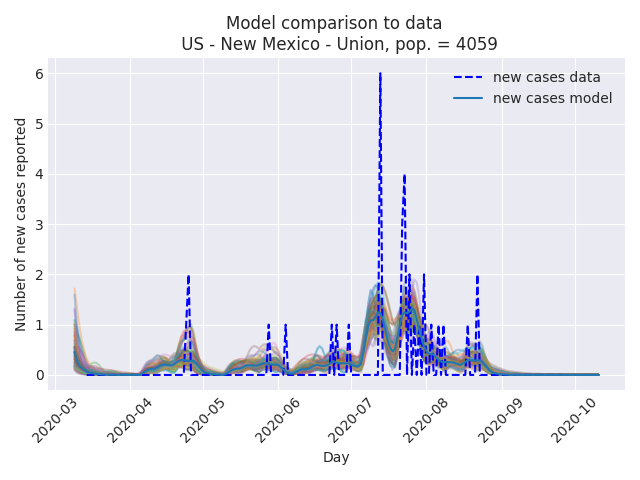 Model comparison to data
US - New Mexico - Union, pop. = 4059
Number of new cases reported
6
5
4
3
2
1
0
new cases data
new cases model
2020-03
2020-04
2020-05
2020-06
2020-07
2020-08
2020-09
2020-10
Day